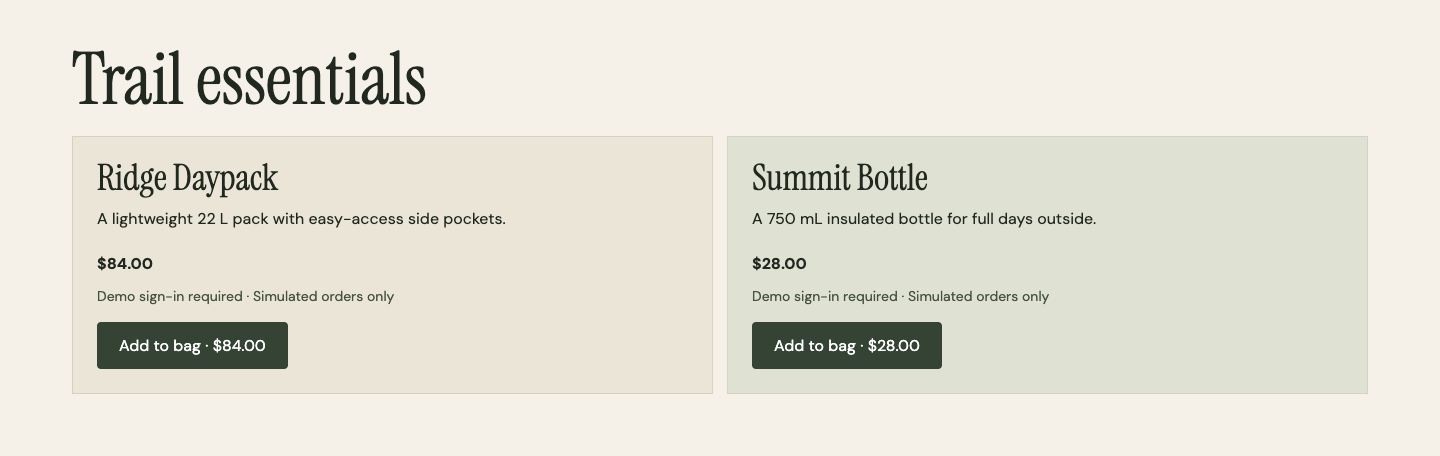 Trail essentials
Ridge Daypack
A lightweight 22 L pack with easy-access side pockets.
$84.00
Demo sign-in required · Simulated orders only
Add to bag · $84.00
Summit Bottle
A 750 mL insulated bottle for full days outside.
$28.00
Demo sign-in required · Simulated orders only
Add to bag · $28.00